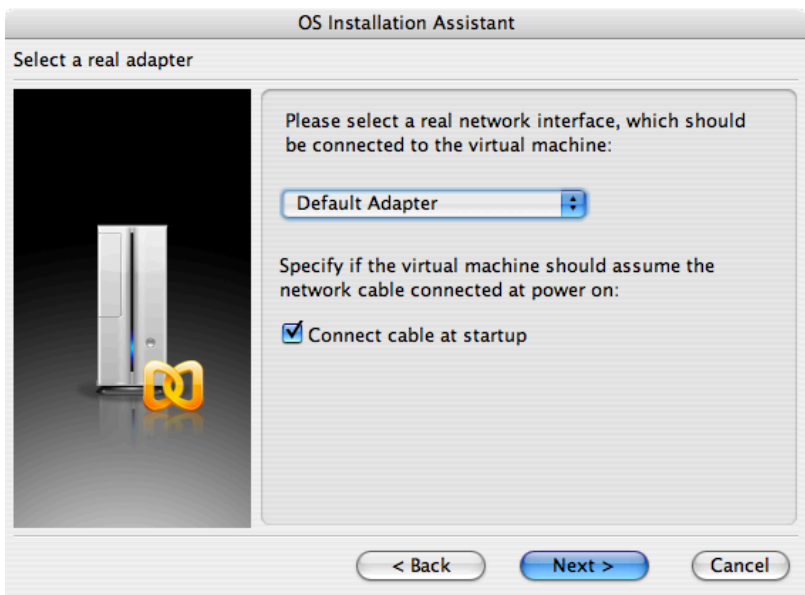 OS Installation Assistant
Select a real adapter
Please select a real network interface, which should
be connected to the virtual machine:
Default Adapter
Specify if the virtual machine should assume the
network cable connected at power on:
Connect cable at startup
< Back
Next >
Cancel